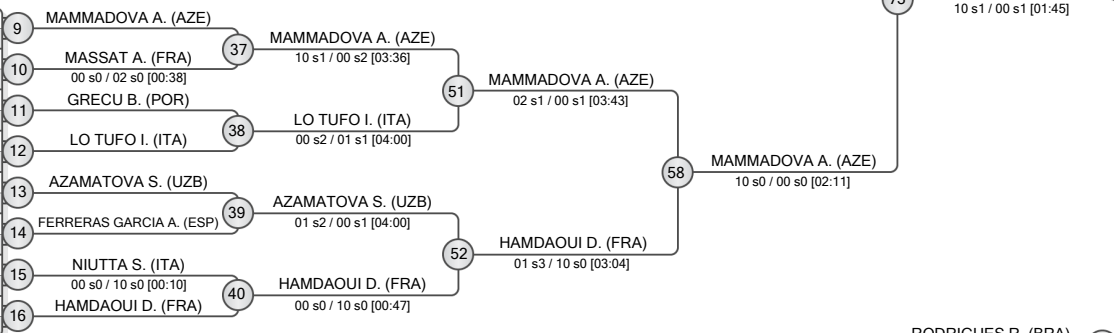 10 s1 / 00 s1 [01:45]
9
MAMMADOVA A. (AZE)
10
MASSAT A. (FRA)
00 s0 / 02 s0 [00:38]
37
MAMMADOVA A. (AZE)
10 s1 / 00 s2 [03:36]
11
GRECU B. (POR)
12
LO TUFO I. (ITA)
38
LO TUFO I. (ITA)
00 s2 / 01 s1 [04:00]
51
MAMMADOVA A. (AZE)
02 s1 / 00 s1 [03:43]
13
AZAMATOVA S. (UZB)
14
FERRERAS GARCIA A. (ESP)
39
AZAMATOVA S. (UZB)
01 s2 / 00 s1 [04:00]
15
NIUTTA S. (ITA)
00 s0 / 10 s0 [00:10]
16
HAMDAOUI D. (FRA)
40
HAMDAOUI D. (FRA)
00 s0 / 10 s0 [00:47]
52
HAMDAOUI D. (FRA)
01 s3 / 10 s0 [03:04]
58
MAMMADOVA A. (AZE)
10 s0 / 00 s0 [02:11]